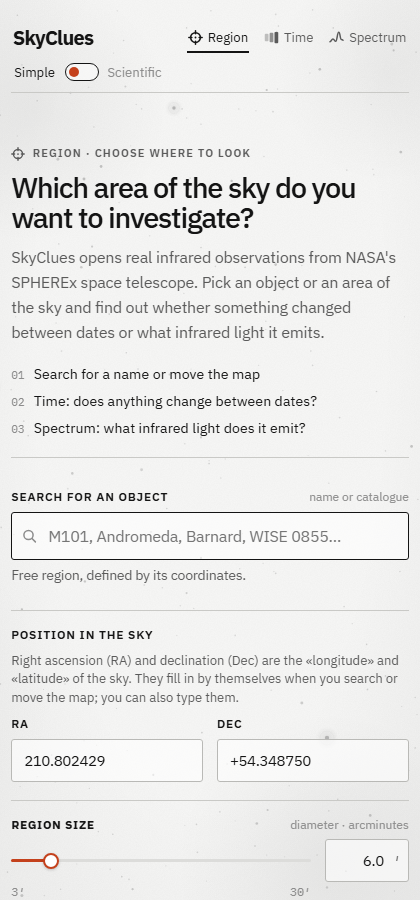 SkyClues
Region
Time
Spectrum
Simple
Scientific
REGION · CHOOSE WHERE TO LOOK
Which area of the sky do you
want to investigate?
SkyClues opens real infrared observations from NASA's
SPHEREx space telescope. Pick an object or an area of
the sky and find out whether something changed
between dates or what infrared light it emits.
01 Search for a name or move the map
02 Time: does anything change between dates?
03 Spectrum: what infrared light does it emit?
SEARCH FOR AN OBJECT
name or catalogue
M101, Andromeda, Barnard, WISE 0855…
Free region, defined by its coordinates.
POSITION IN THE SKY
Right ascension (RA) and declination (Dec) are the «longitude» and
«latitude» of the sky. They fill in by themselves when you search or
move the map; you can also type them.
RA
DEC
210.802429
+54.348750
REGION SIZE
diameter · arcminutes
6.0 ′
3′
30′